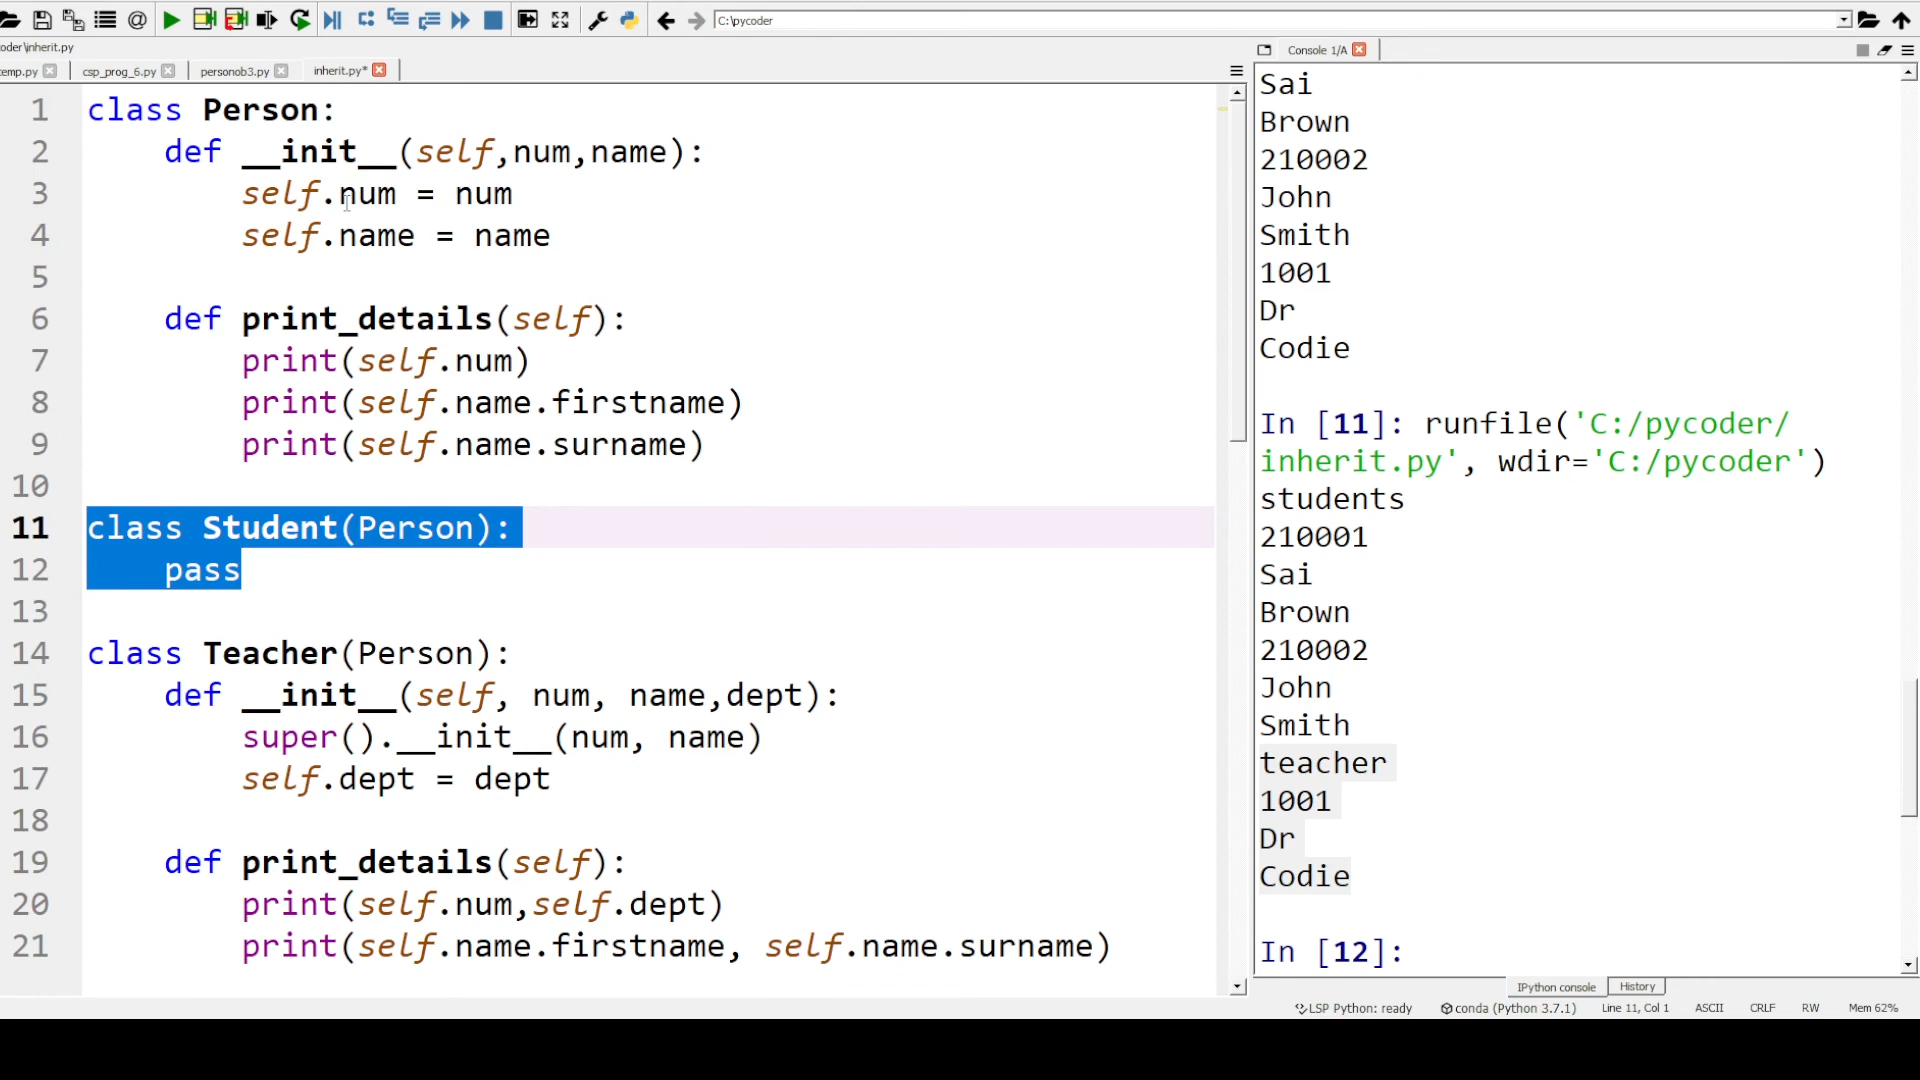 C:\pycoder
oder\inherit.py
emp.py
csp_prog_6.py
personob3.py
inherit.py*
1 class Person:
2 def __init__(self,num,name):
3 self.num = num
4 self.name = name
5
6 def print_details(self):
7 print(self.num)
8 print(self.name.firstname)
9 print(self.name.surname)
10
11 class Student(Person):
12 pass
13
14 class Teacher(Person):
15 def __init__(self, num, name,dept):
16 super().__init__(num, name)
17 self.dept = dept
18
19 def print_details(self):
20 print(self.num,self.dept)
21 print(self.name.firstname, self.name.surname)
Console 1/A
Sai
Brown
210002
John
Smith
1001
Dr
Codie
In [11]: runfile('C:/pycoder/
inherit.py', wdir='C:/pycoder')
students
210001
Sai
Brown
210002
John
Smith
teacher
1001
Dr
Codie
In [12]:
IPython console
History
LSP Python: ready
conda (Python 3.7.1)
Line 11, Col 1
ASCII
CRLF
RW
Mem 62%